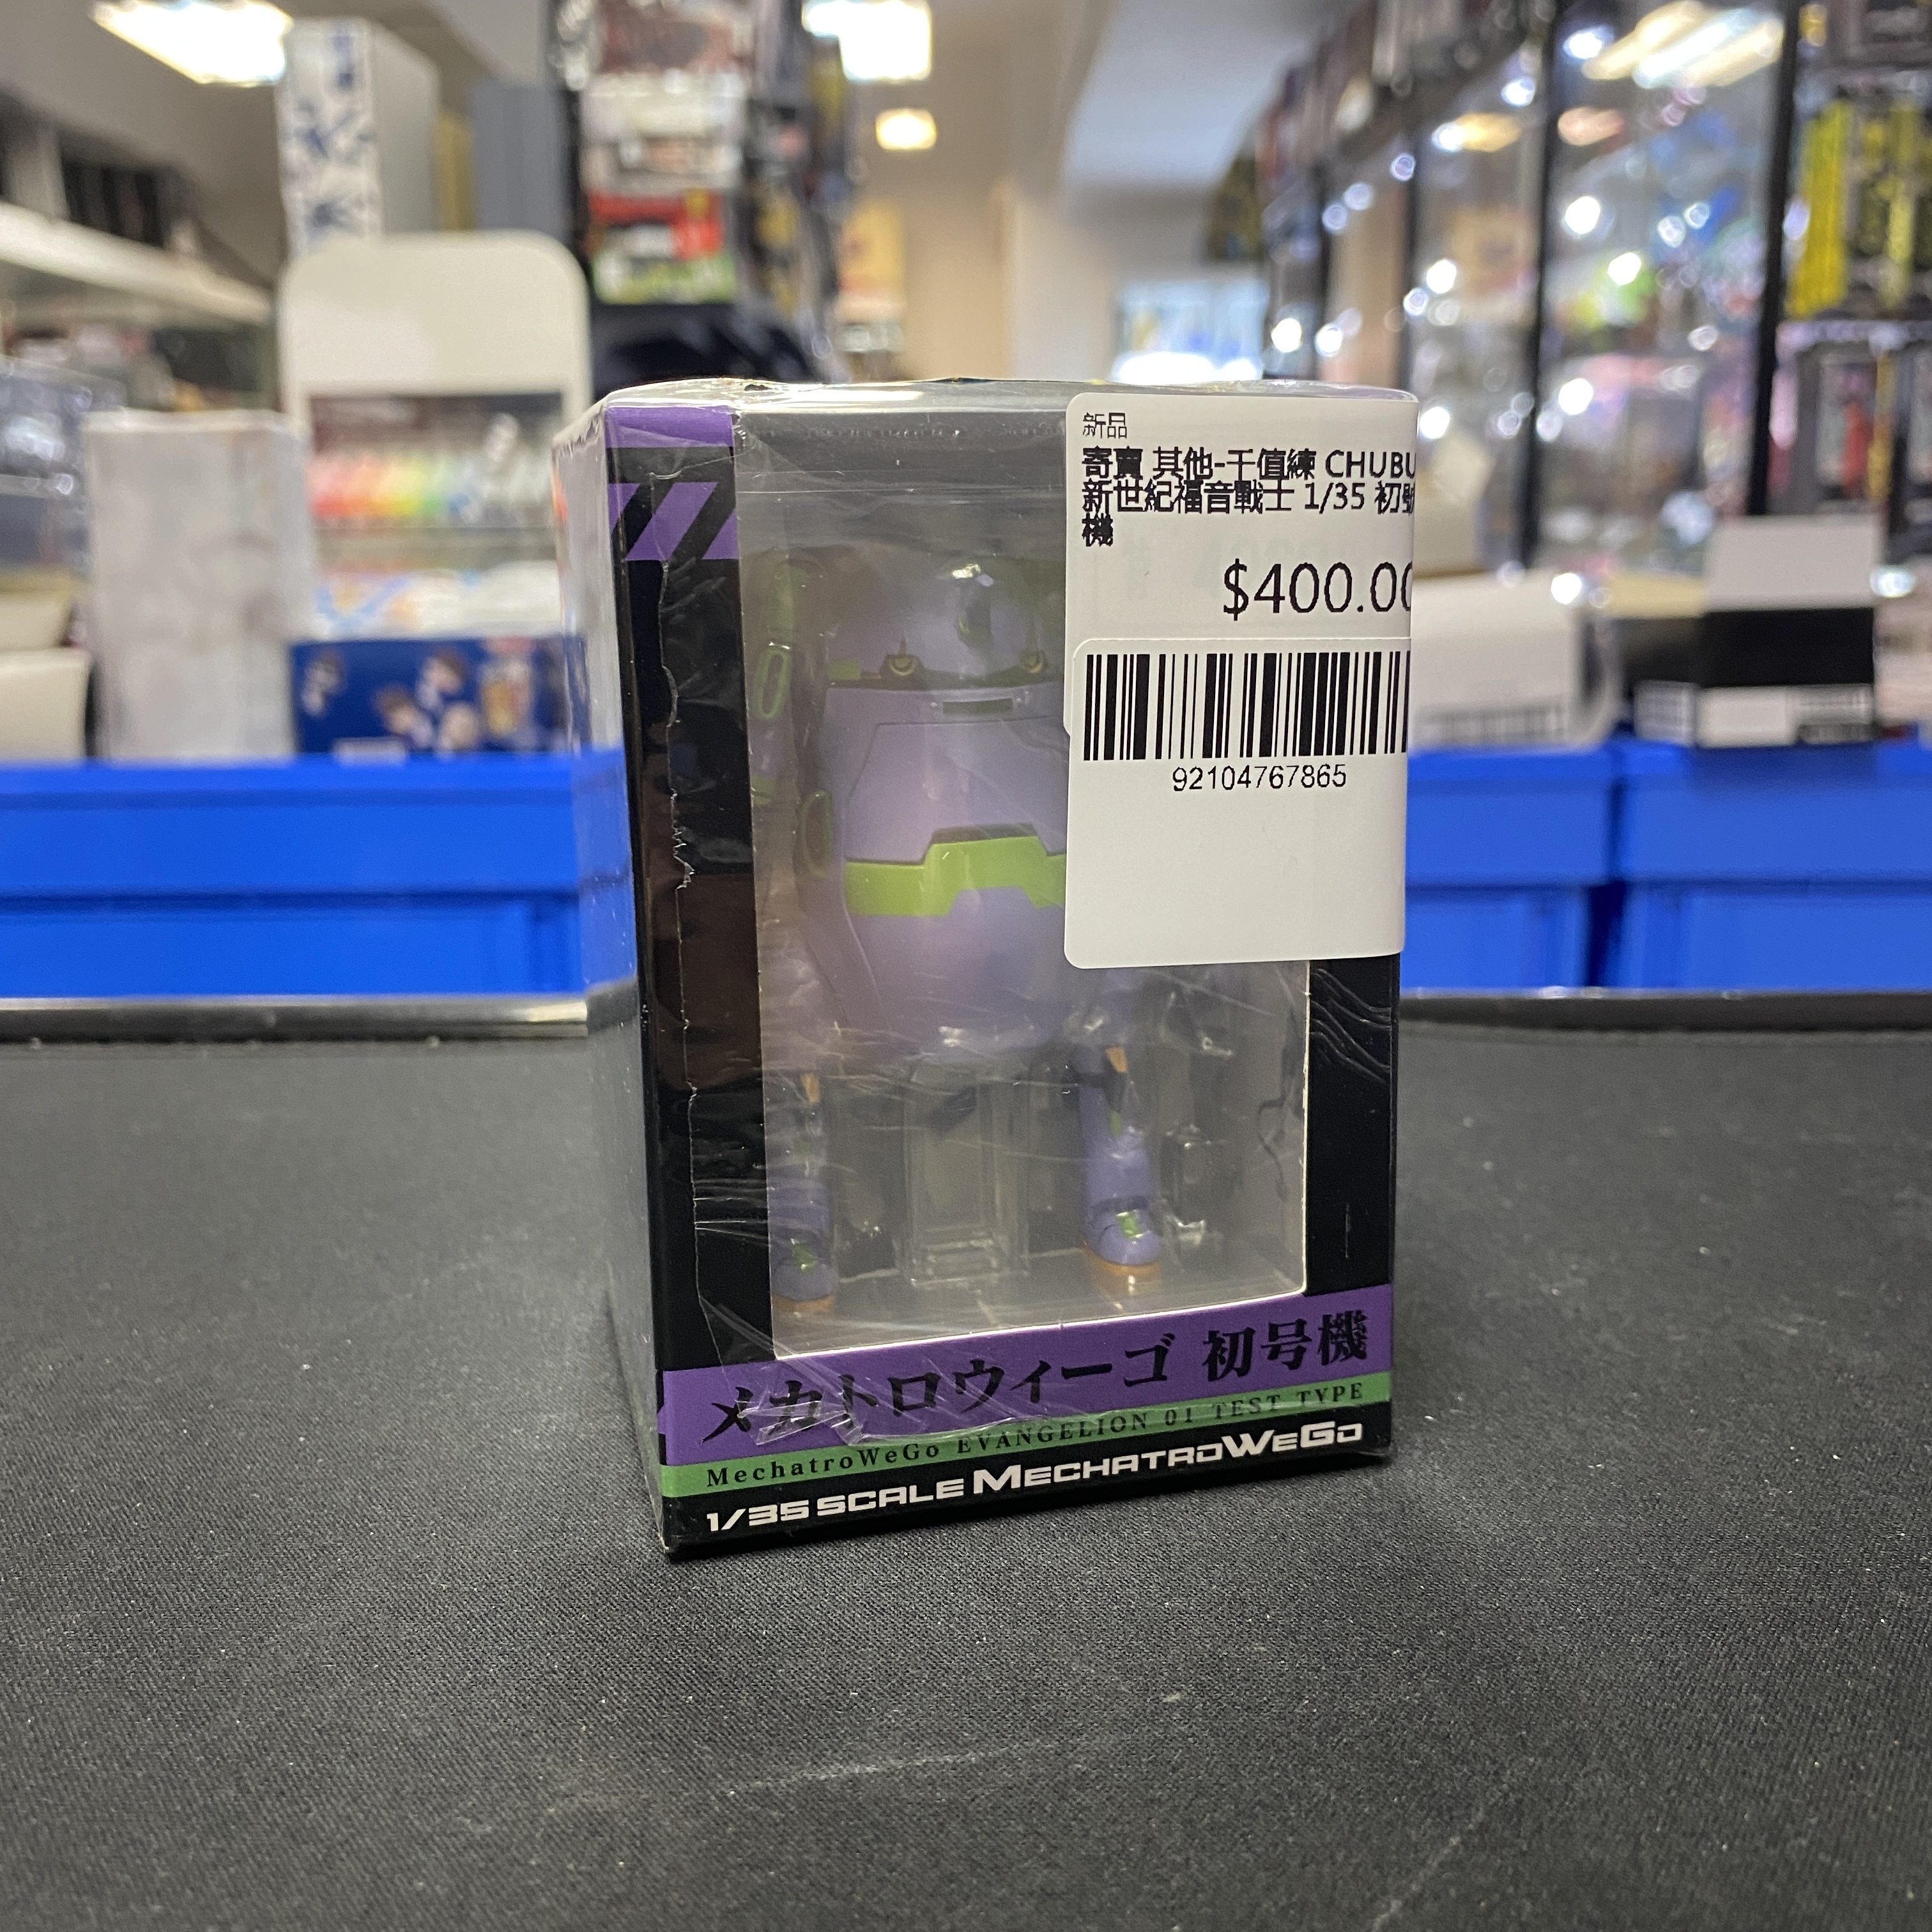 新品
寄賣 其他-千值練 CHUBU
新世紀福音戰士 1/35 初號
機
$400.00
92104767865
メカトロウィーゴ 初号機
MechatroWeGo EVANGELION 01 TEST TYPE
1/35 SCALE MECHATROWEGO